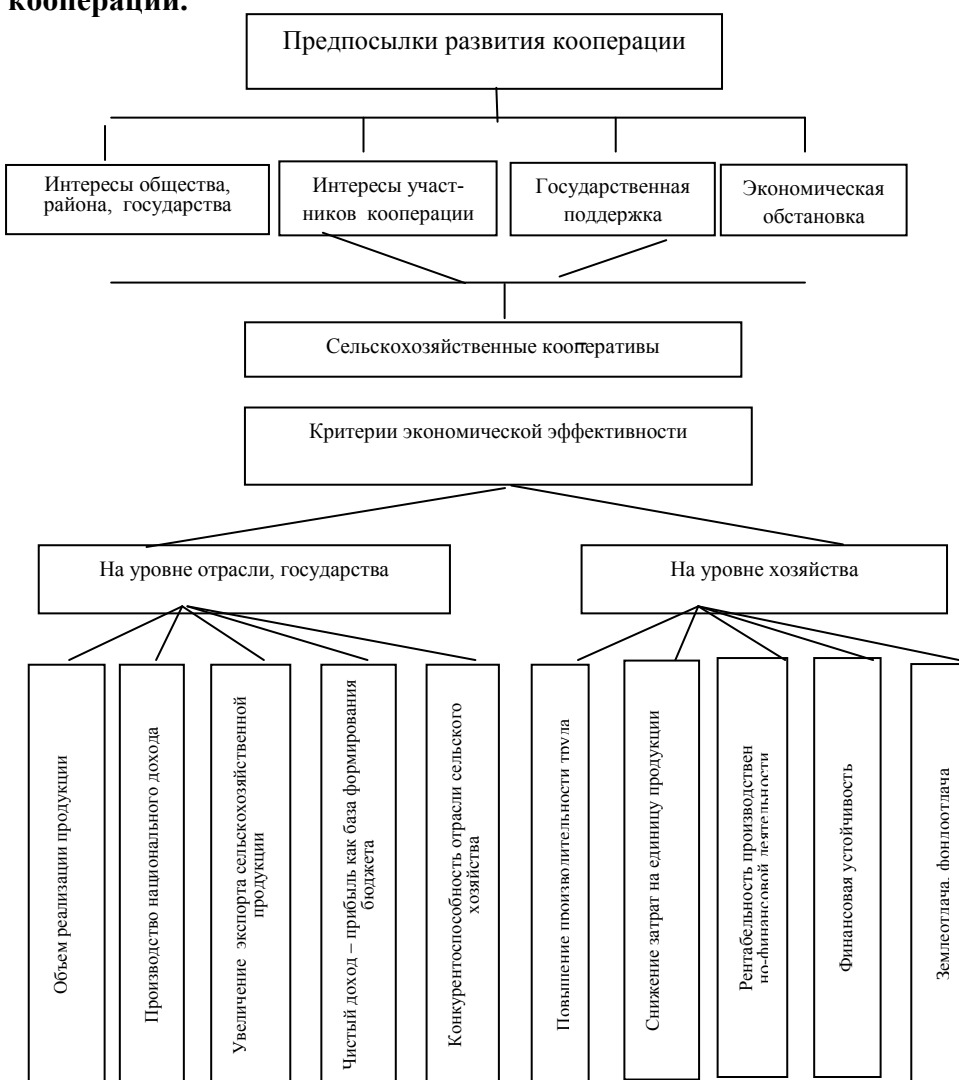 кооперации.
Предпосылки развития кооперации
Интересы общества,
района, государства
Интересы участ-
ников кооперации
Государственная
поддержка
Экономическая
обстановка
Сельскохозяйственные кооперативы
Критерии экономической эффективности
На уровне отрасли, государства
На уровне хозяйства
Объем реализации продукции
Производство национального дохода
Увеличение экспорта сельскохозяйственной
продукции
Чистый доход – прибыль как база формирования
бюджета
Конкурентоспособность отрасли сельского
хозяйства
Повышение производительности труда
Снижение затрат на единицу продукции
Рентабельность производствен
но-финансовой деятельности
Финансовая устойчивость
Землеотдача, фондоотдача